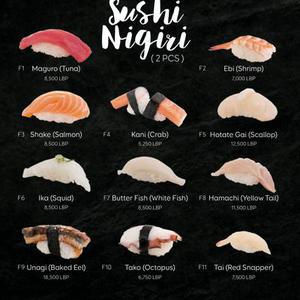 Sushi
Nigiri
( 2 PCS )
F1 Maguro (Tuna)
8,500 LBP
F2 Ebi (Shrimp)
7,000 LBP
F3 Shake (Salmon)
8,500 LBP
F4 Kani (Crab)
5,250 LBP
F5 Hotate Gai (Scallop)
12,500 LBP
F6 Ika (Squid)
8,500 LBP
F7 Butter Fish (White Fish)
8,500 LBP
F8 Hamachi (Yellow Tail)
11,500 LBP
F9 Unagi (Baked Eel)
18,500 LBP
F10 Tako (Octopus)
6,750 LBP
F11 Tai (Red Snapper)
7,500 LBP